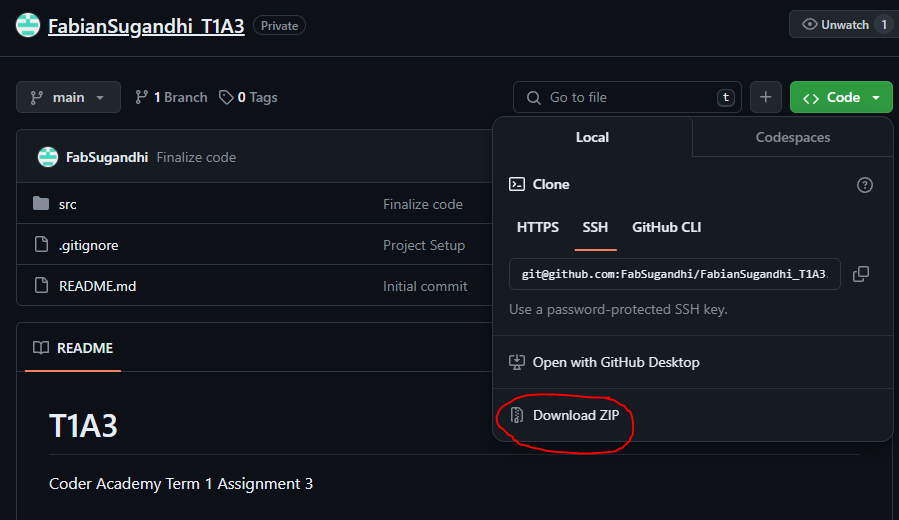 FabianSugandhi_T1A3 Private
Unwatch 1
main 1 Branch 0 Tags
Go to file t
Code
FabSugandhi Finalize code
src Finalize code
.gitignore Project Setup
README.md Initial commit
Local Codespaces
Clone
HTTPS SSH GitHub CLI
git@github.com:FabSugandhi/FabianSugandhi_T1A3.
Use a password-protected SSH key.
Open with GitHub Desktop
Download ZIP
README
T1A3
Coder Academy Term 1 Assignment 3